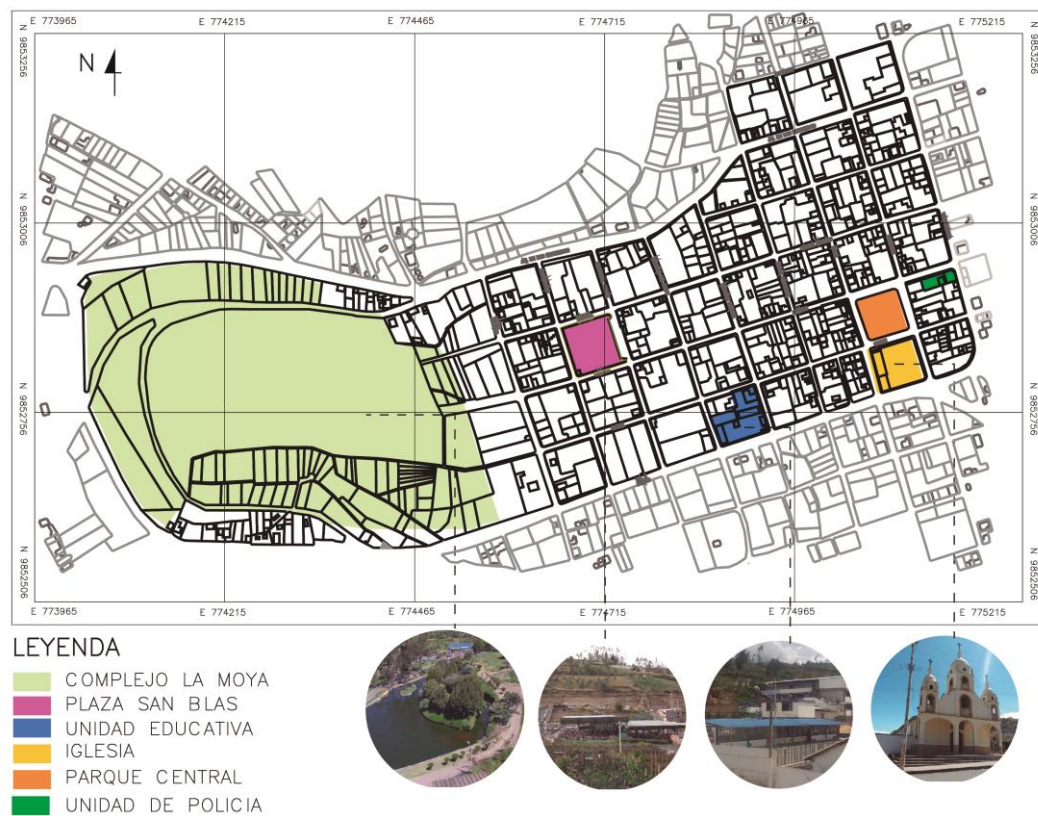 E 773965
E 774215
E 774465
E 774715
E 774965
E 775215
N 9853256
N 9853256
N
N 9853006
N 9853006
N 9852756
N 9852756
N 9852506
N 9852506
E 773965
E 774215
E 774465
E 774715
E 774965
E 775215
LEYENDA
COMPLEJO LA MOYA
PLAZA SAN BLAS
UNIDAD EDUCATIVA
IGLESIA
PARQUE CENTRAL
UNIDAD DE POLICIA